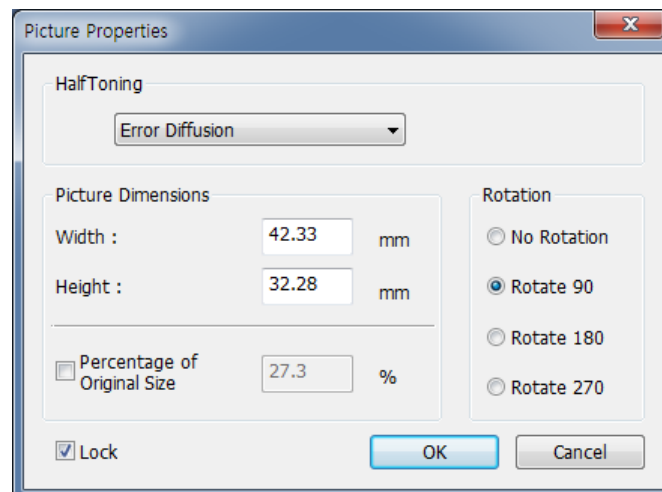 Picture Properties
HalfToning
Error Diffusion
Picture Dimensions
Width :
42.33
mm
Height :
32.28
mm
Percentage of
Original Size
27.3
%
Rotation
No Rotation
Rotate 90
Rotate 180
Rotate 270
Lock
OK
Cancel